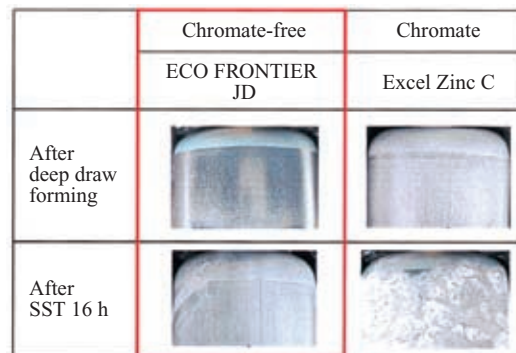 Chromate-free
Chromate
ECO FRONTIER
JD
Excel Zinc C
After
deep draw
forming
After
SST 16 h